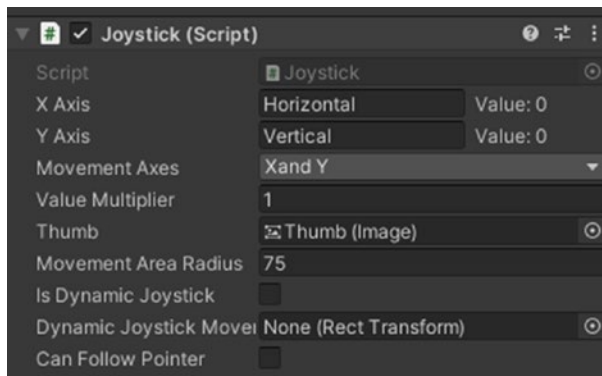 # Joystick (Script)
Script # Joystick
X Axis Horizontal Value: 0
Y Axis Vertical Value: 0
Movement Axes Xand Y
Value Multiplier 1
Thumb Thumb (Image)
Movement Area Radius 75
Is Dynamic Joystick
Dynamic Joystick Mover None (Rect Transform)
Can Follow Pointer